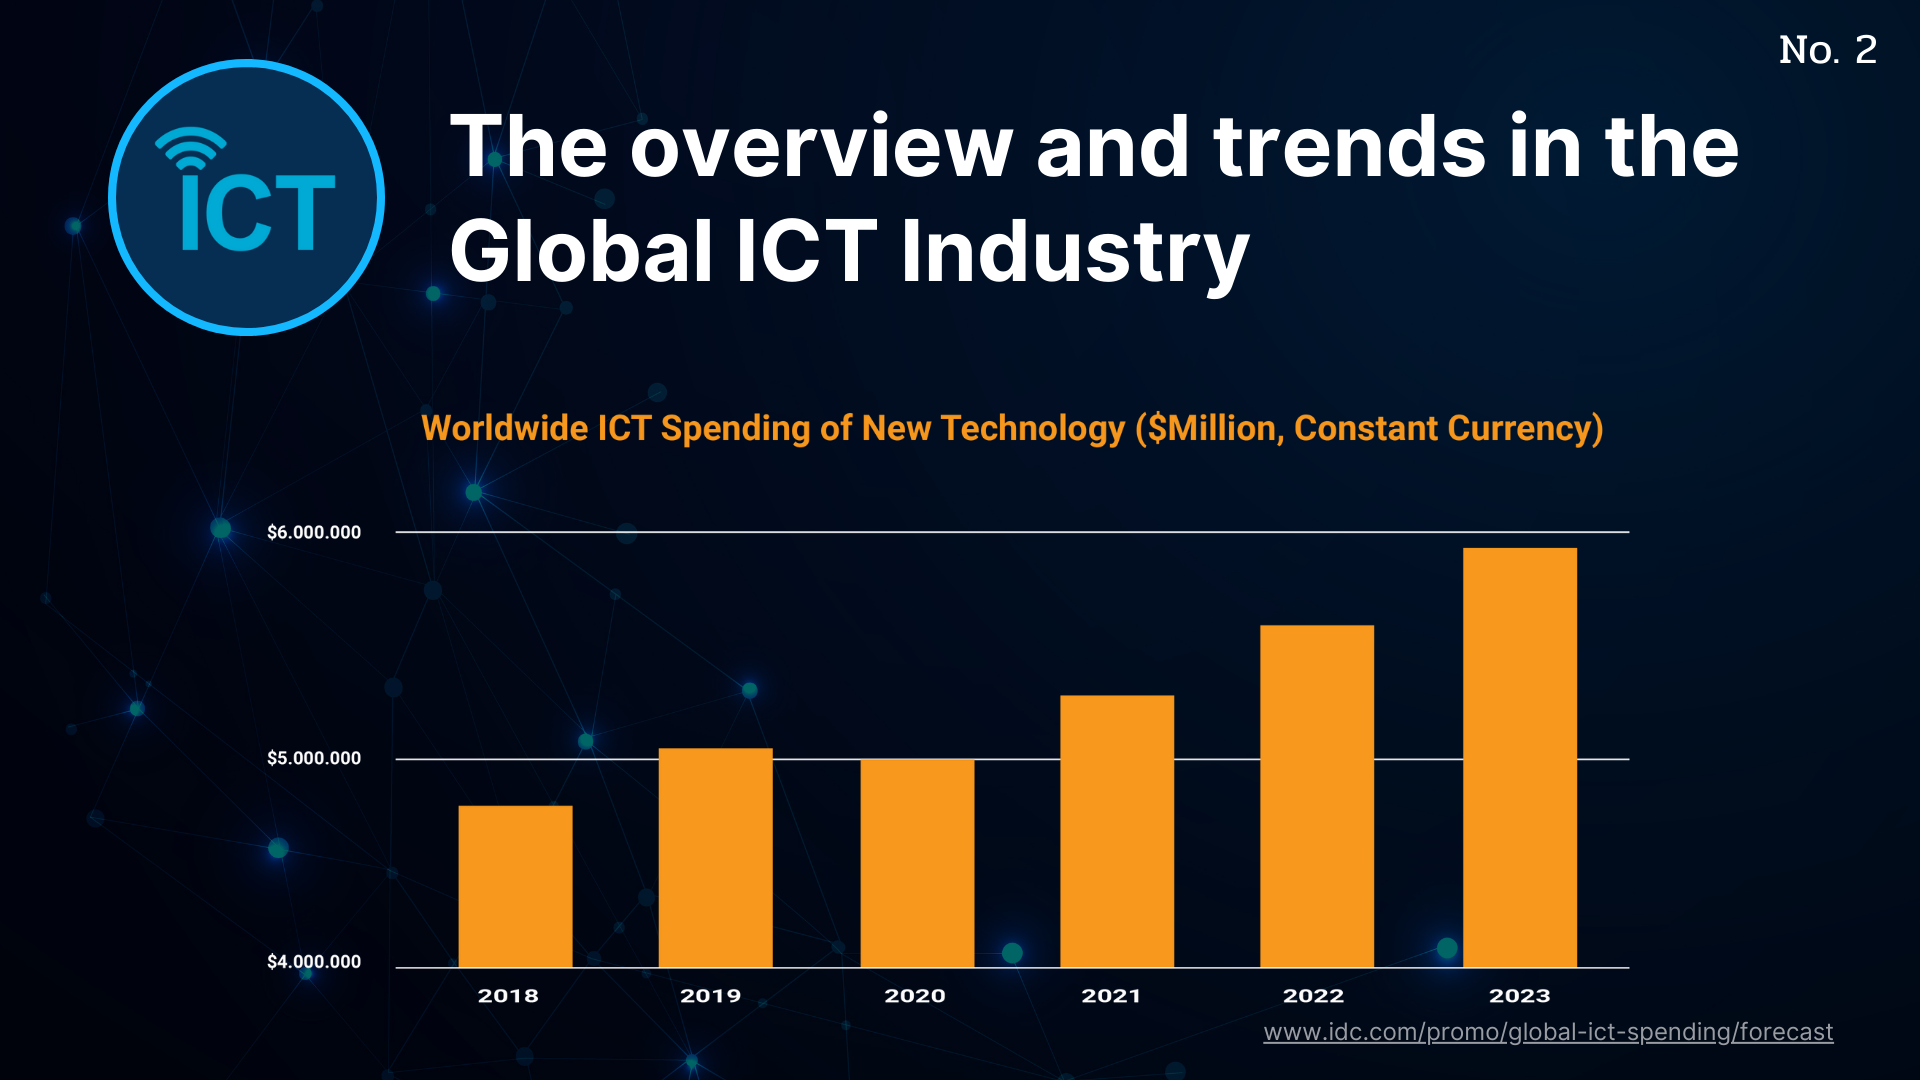 No. 2
ICT
The overview and trends in the
Global ICT Industry
Worldwide ICT Spending of New Technology ($Million, Constant Currency)
$6.000.000
$5.000.000
$4.000.000
2018 2019 2020 2021 2022 2023
www.idc.com/promo/global-ict-spending/forecast